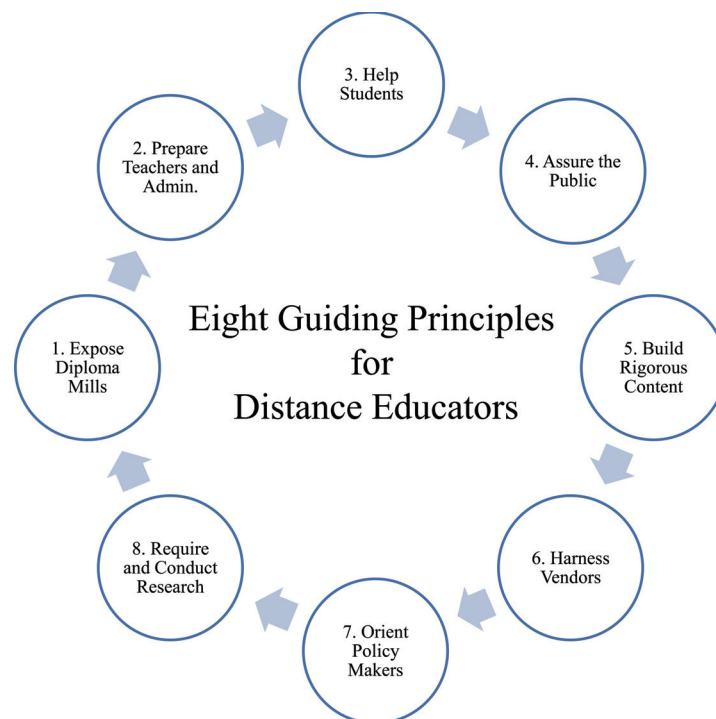 3. Help
Students
2. Prepare
Teachers and
Admin.
4. Assure the
Public
Eight Guiding Principles
for
Distance Educators
1. Expose
Diploma
Mills
5. Build
Rigorous
Content
8. Require
and Conduct
Research
6. Harness
Vendors
7. Orient
Policy
Makers